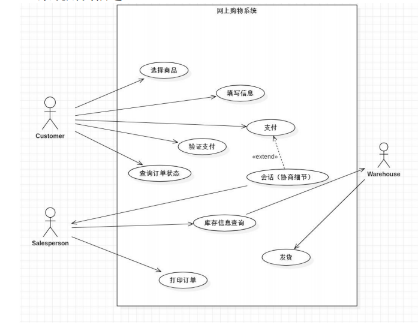 网上购物系统
选择商品
填写信息
Customer
支付
验证支付
«extend»
查询订单状态
会话（协商细节）
Warehouse
Salesperson
库存信息查询
发货
打印订单